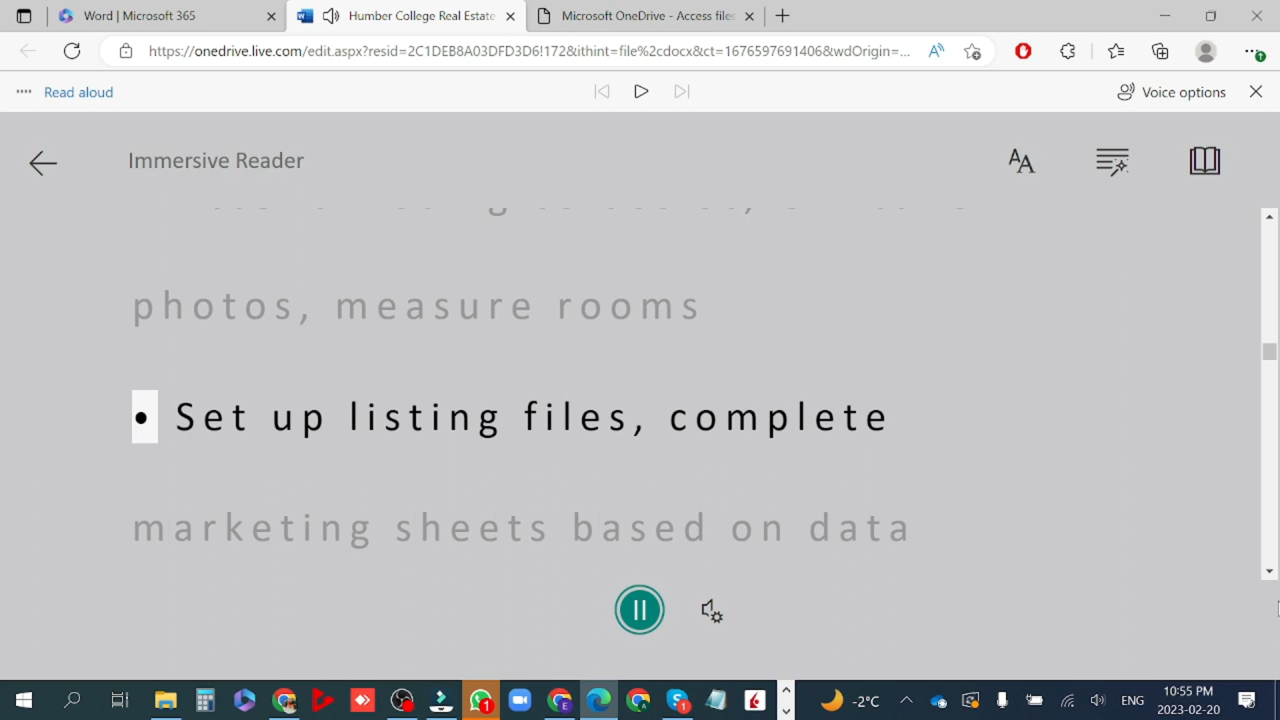 Word | Microsoft 365
Humber College Real Estate
Microsoft OneDrive - Access files
https://onedrive.live.com/edit.aspx?resid=2C1DEB8A03DFD3D6!172&ithint=file%2cdocx&ct=1676597691406&wdOrigin=...
Read aloud
Voice options
Immersive Reader
photos, measure rooms
• Set up listing files, complete
marketing sheets based on data
-2°C
ENG
10:55 PM
2023-02-20